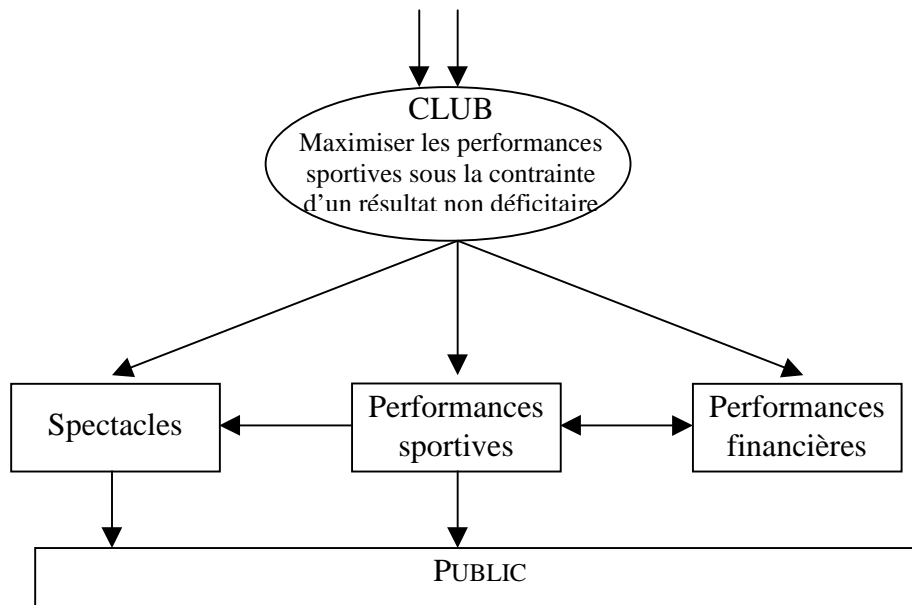 CLUB
Maximiser les performances
sportives sous la contrainte
d'un résultat non déficitaire
Spectacles
Performances
sportives
Performances
financières
PUBLIC